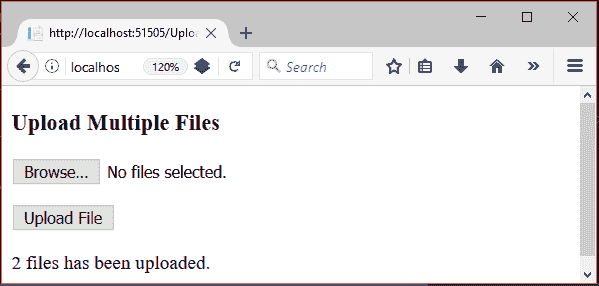 http://localhost:51505/Uploa
localhos 120% Search
Upload Multiple Files
Browse... No files selected.
Upload File
2 files has been uploaded.